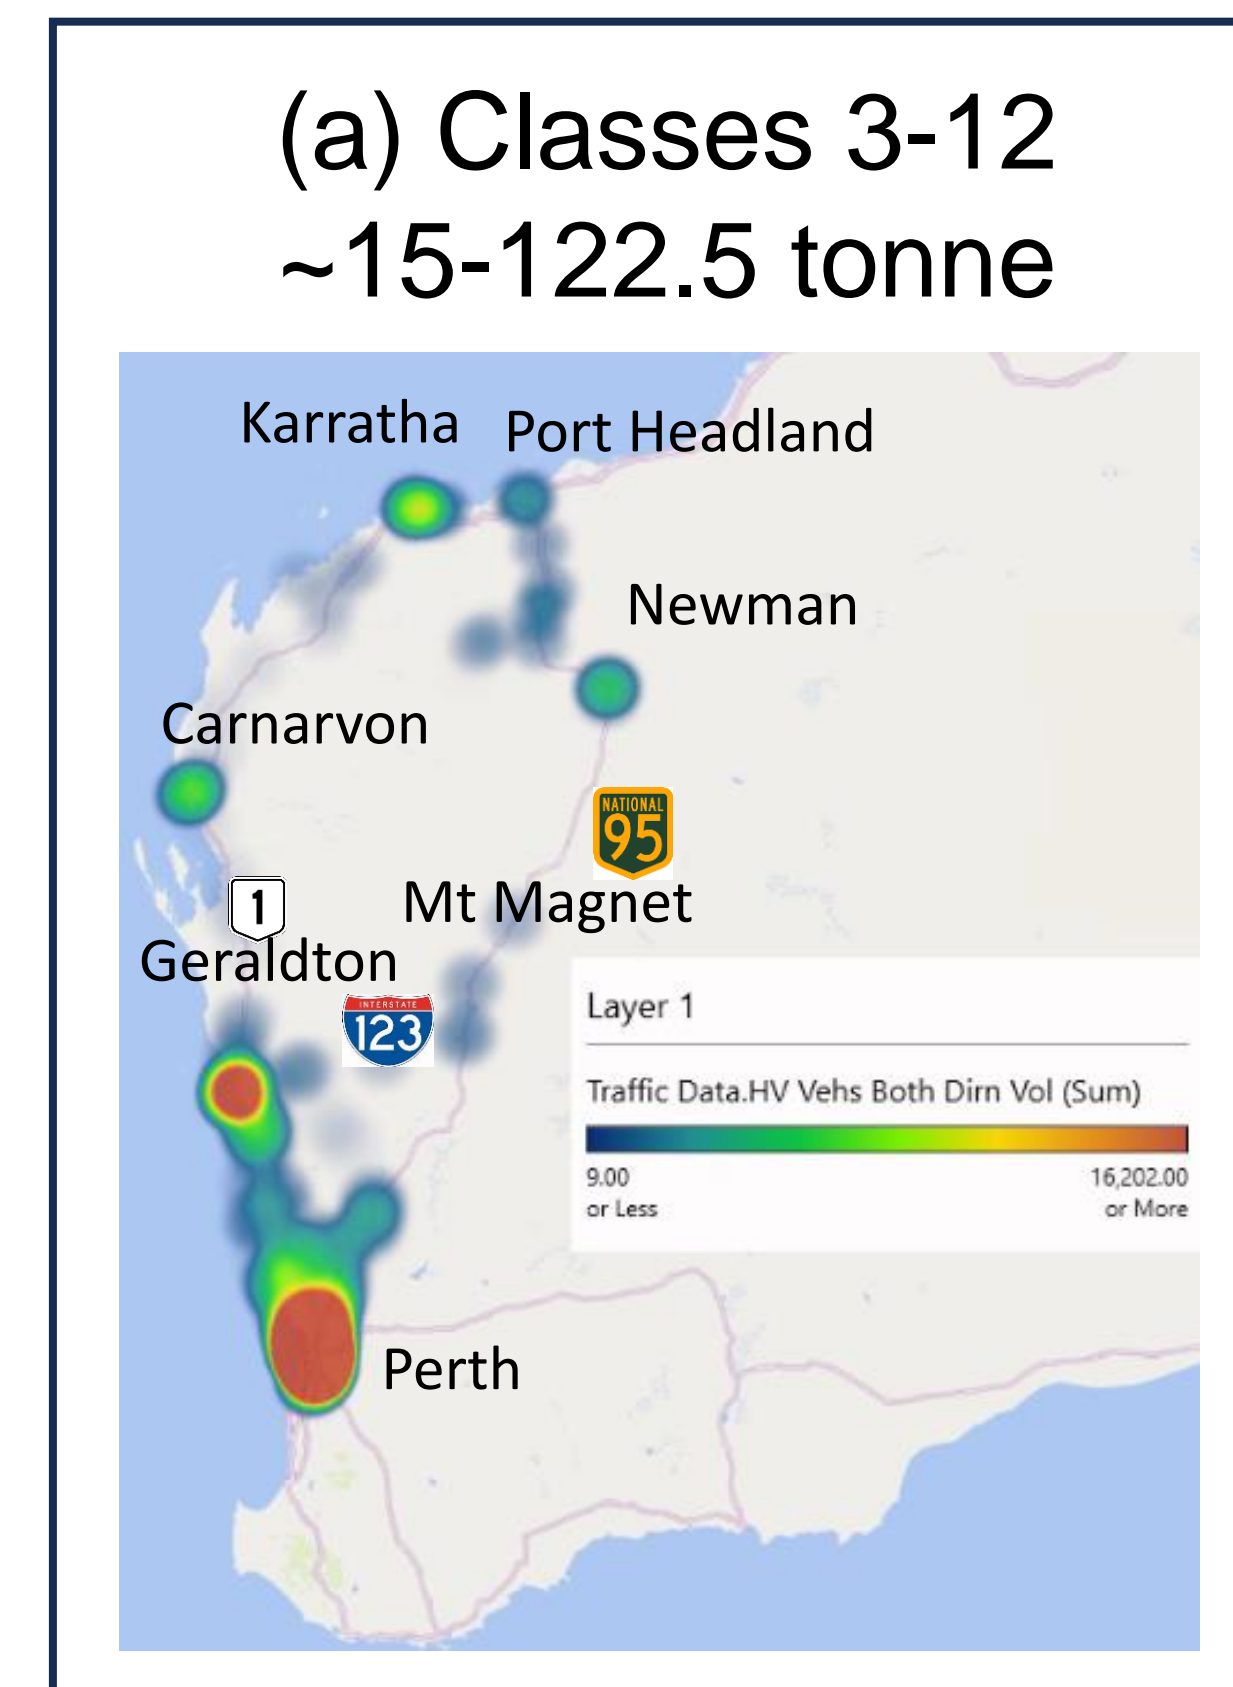 (a) Classes 3-12
~15-122.5 tonne
Karratha
Port Headland
Newman
Carnarvon
NATIONAL
95
Mt Magnet
1
Geraldton
INTERSTATE
123
Layer 1
Traffic Data.HV Vehs Both Dirn Vol (Sum)
9.00
or Less
16,202.00
or More
Perth